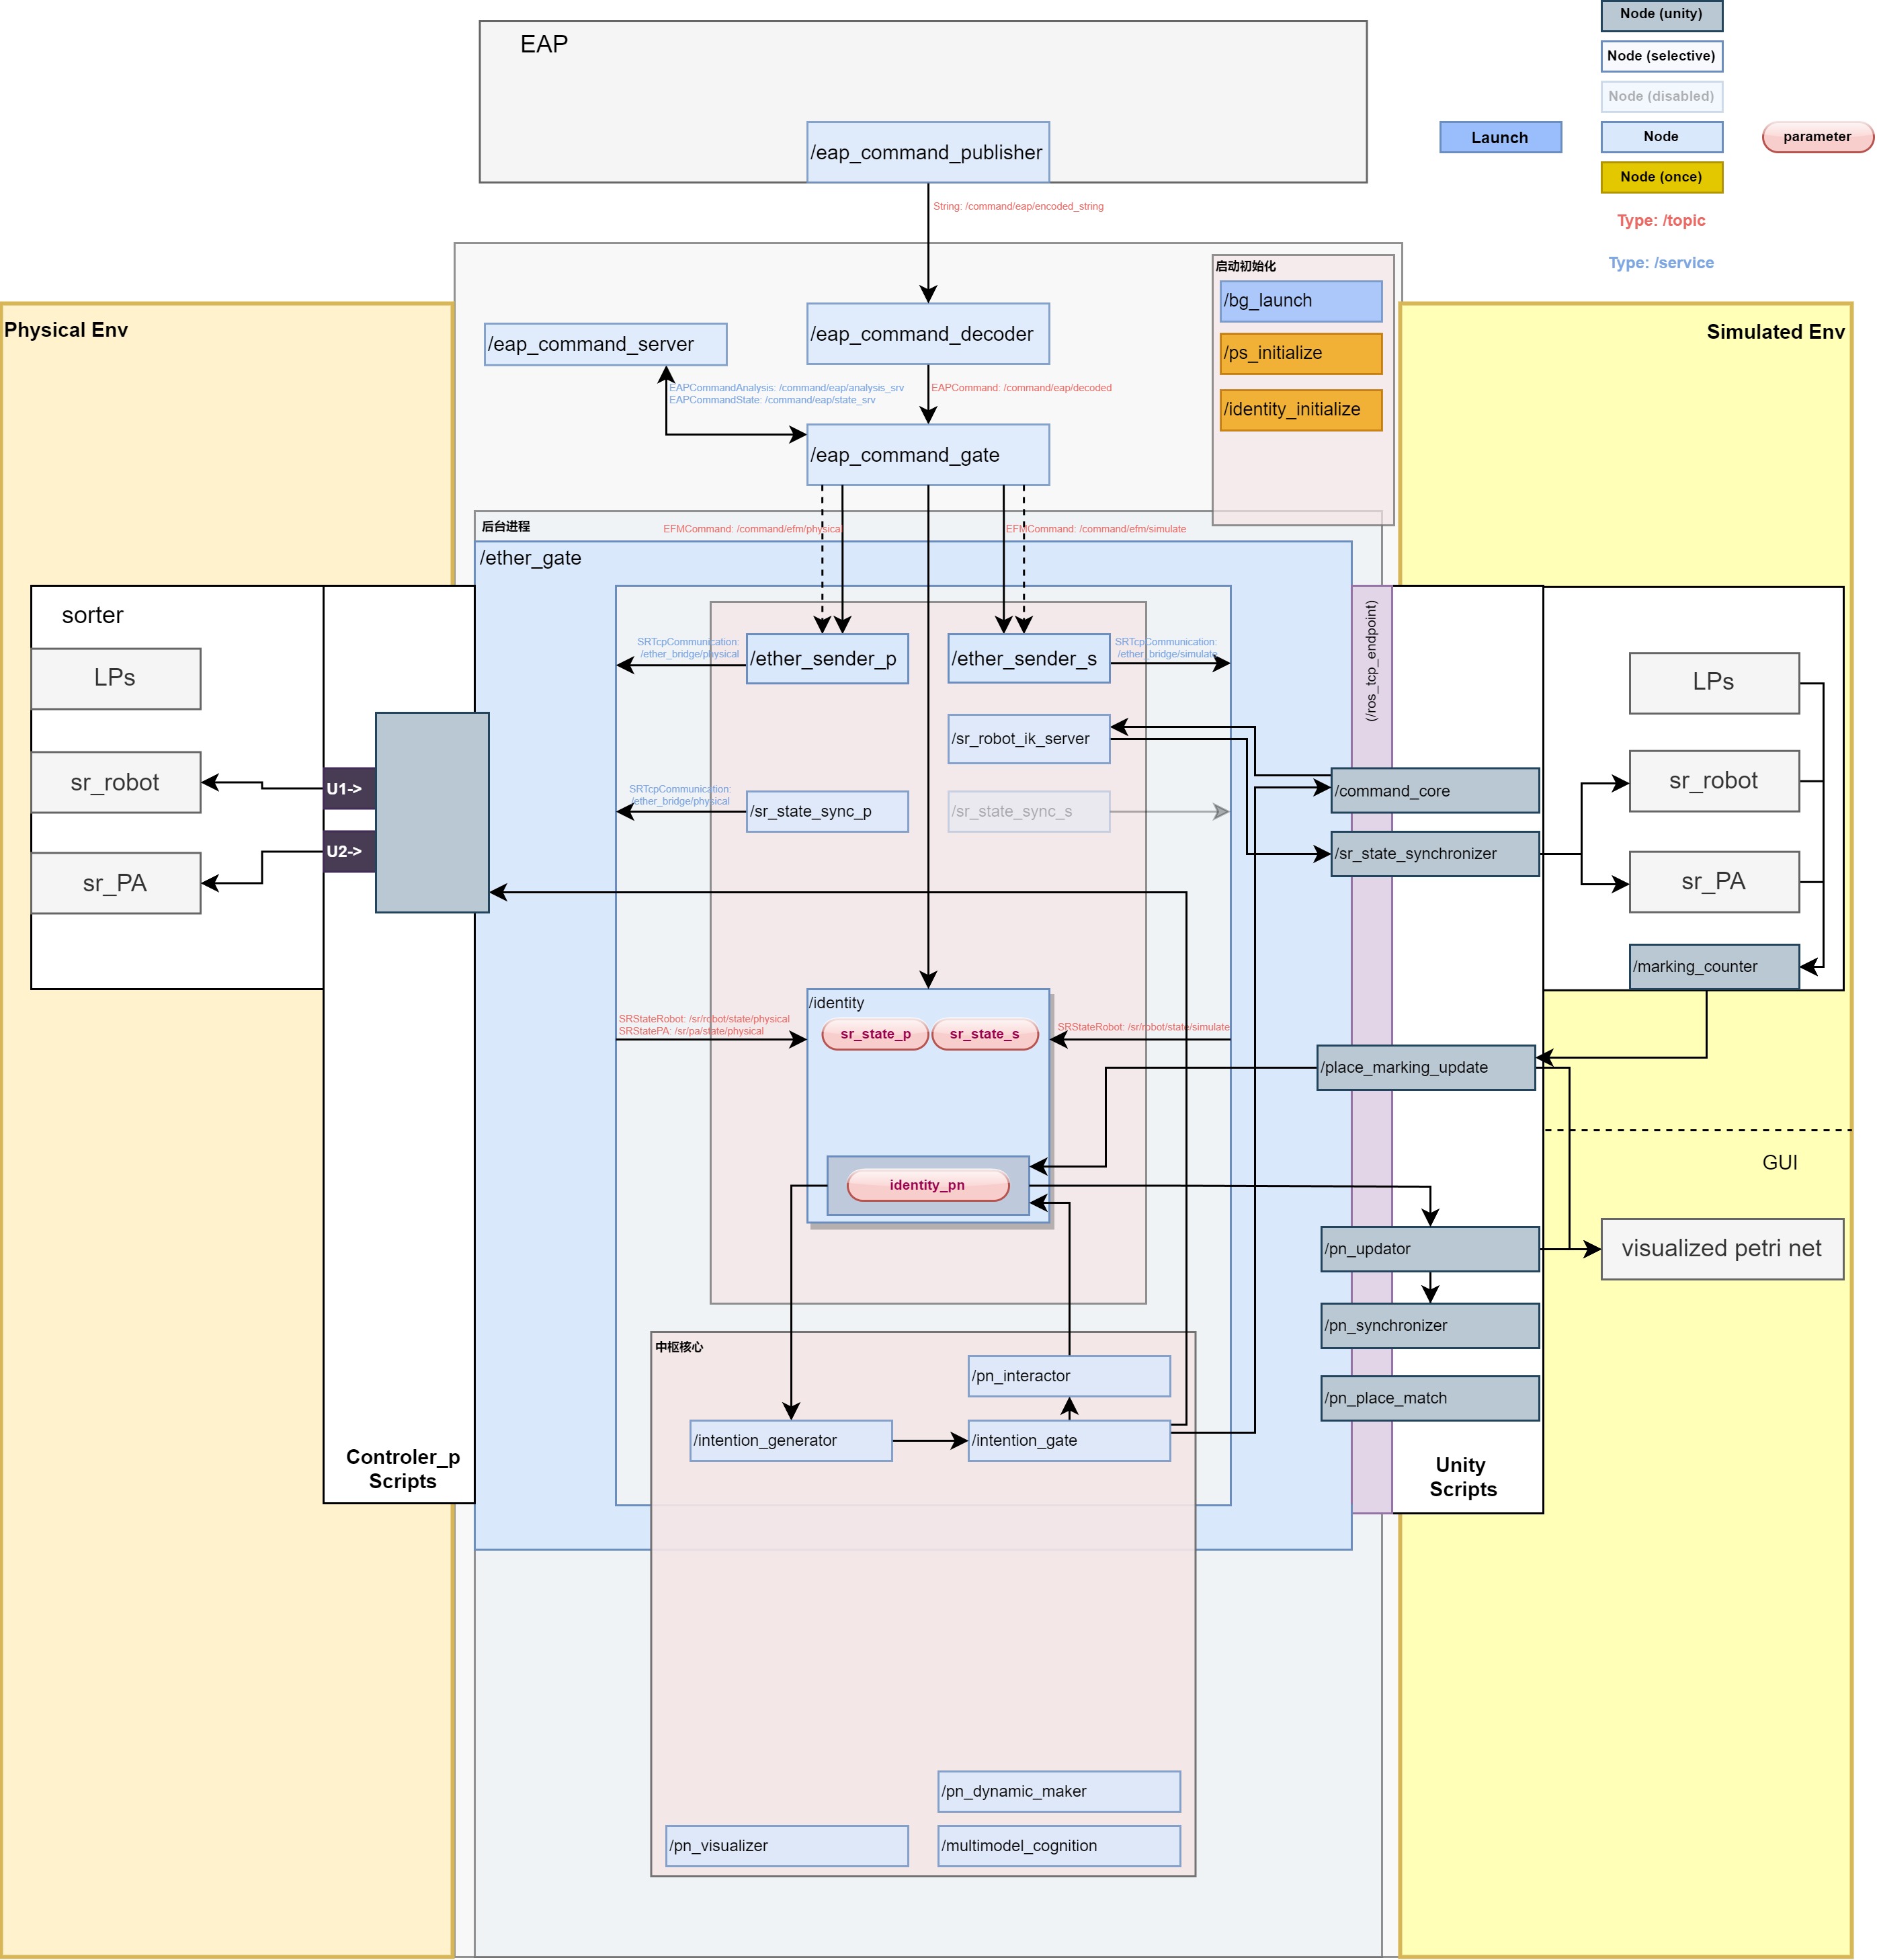 Node (unity)
EAP
Node (selective)
Node (disabled)
Launch
Node
parameter
/eap_command_publisher
Node (once)
String: /command/eap/encoded_string
Type: /topic
Type: /service
启动初始化
/bg_launch
Physical Env
/eap_command_server
/eap_command_decoder
/ps_initialize
Simulated Env
EAPCommandAnalysis: /command/eap/analysis_srv
EAPCommandState: /command/eap/state_srv
EAPCommand: /command/eap/decoded
/identity_initialize
/eap_command_gate
后台进程
EFMCommand: /command/efm/physical
EFMCommand: /command/efm/simulate
/ether_gate
sorter
(/ros_tcp_endpoint)
SRTcpCommunication:
/ether_bridge/physical
/ether_sender_p
/ether_sender_s
SRTcpCommunication:
/ether_bridge/simulate
LPs
LPs
/sr_robot_ik_server
sr_robot
U1->
SRTcpCommunication:
/ether_bridge/physical
/sr_state_sync_p
/sr_state_sync_s
/command_core
sr_robot
U2->
/sr_state_synchronizer
sr_PA
sr_PA
/marking_counter
/identity
SRStateRobot: /sr/robot/state/physical
SRStatePA: /sr/pa/state/physical
sr_state_p
sr_state_s
SRStateRobot: /sr/robot/state/simulate
/place_marking_update
GUI
identity_pn
/pn_updator
visualized petri net
/pn_synchronizer
中枢核心
/pn_interactor
/pn_place_match
/intention_generator
/intention_gate
Controler_p
Scripts
Unity
Scripts
/pn_dynamic_maker
/pn_visualizer
/multimodel_cognition